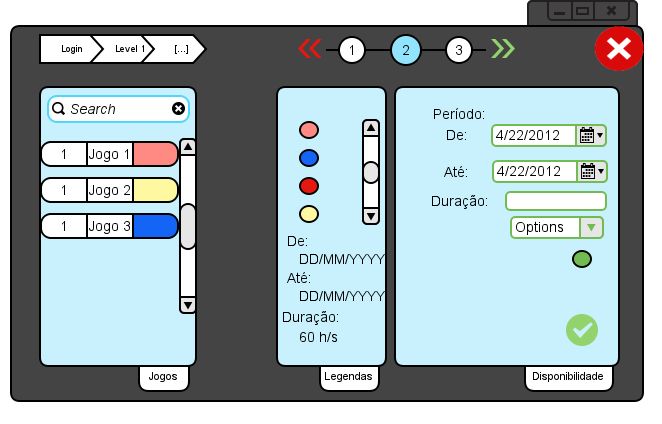 Login Level 1 [...]
1 2 3
Search
1 Jogo 1
1 Jogo 2
1 Jogo 3
Jogos
De:
DD/MM/YYYY
Até:
DD/MM/YYYY
Duração:
60 h/s
Legendas
Período:
De: 4/22/2012
Até: 4/22/2012
Duração:
Options
Disponibilidade